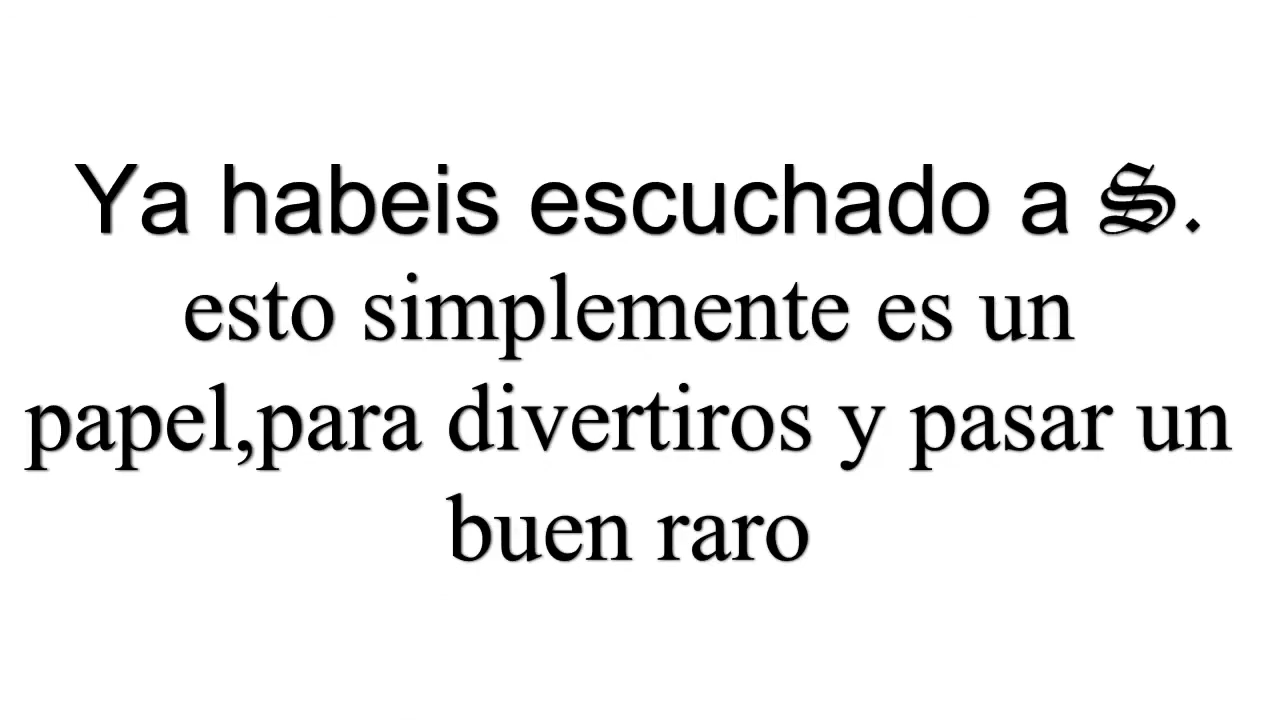 Ya habeis escuchado a S.
esto simplemente es un
papel,para divertiros y pasar un
buen raro